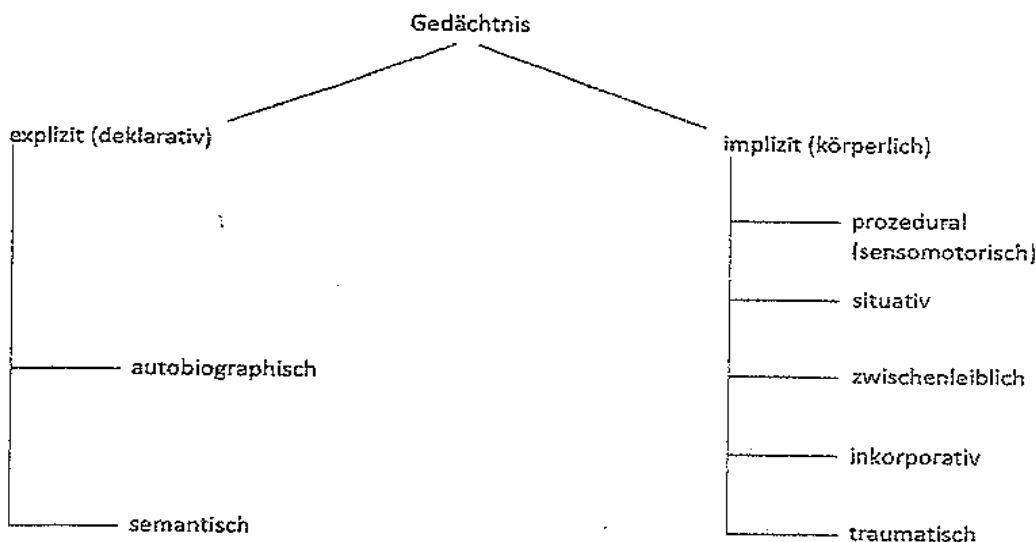 Gedächtnis
explizit (deklarativ)
implizit (körperlich)
prozedural
(sensomotorisch)
situativ
autobiographisch
zwischenleiblich
inkorporativ
semantisch
traumatisch